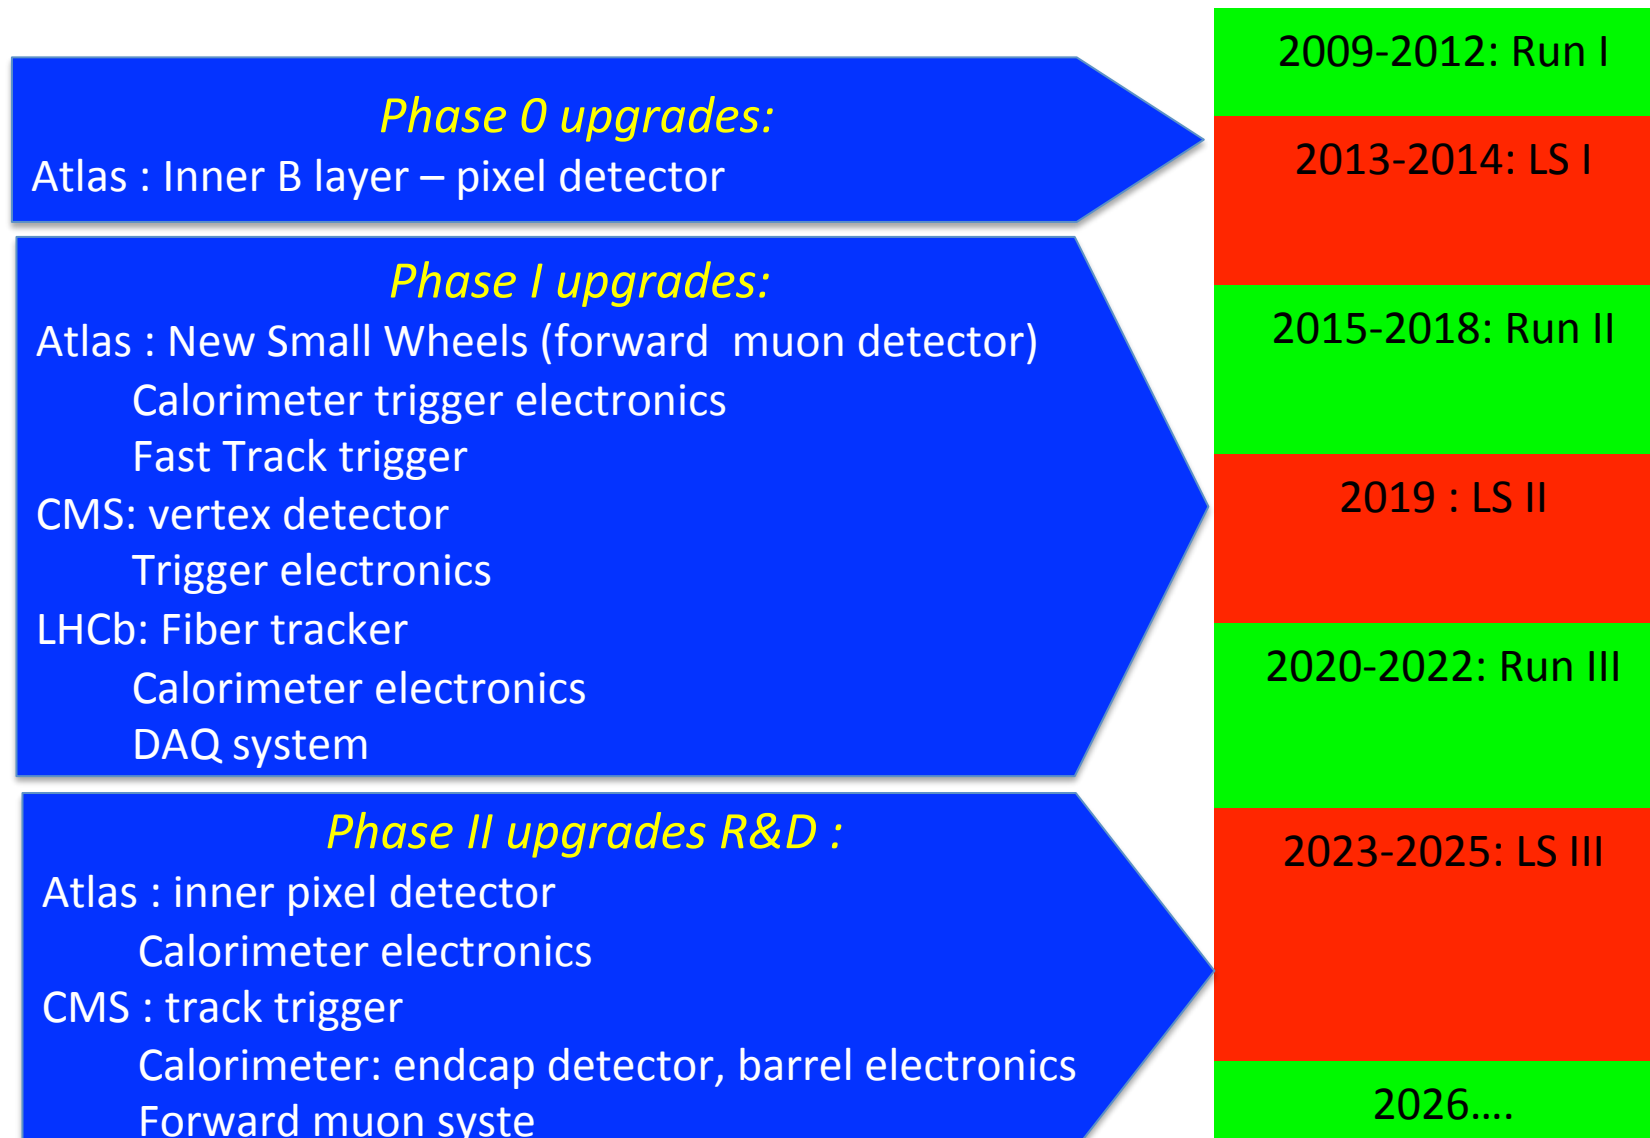 Phase 0 upgrades:
Atlas : Inner B layer – pixel detector
Phase I upgrades:
Atlas : New Small Wheels (forward  muon detector)
Calorimeter trigger electronics
Fast Track trigger
CMS: vertex detector
Trigger electronics
LHCb: Fiber tracker
Calorimeter electronics
DAQ system
Phase II upgrades R&D :
Atlas : inner pixel detector
Calorimeter electronics
CMS : track trigger
Calorimeter: endcap detector, barrel electronics
Forward muon syste
2009-2012: Run I
2013-2014: LS I
2015-2018: Run II
2019 : LS II
2020-2022: Run III
2023-2025: LS III
2026....